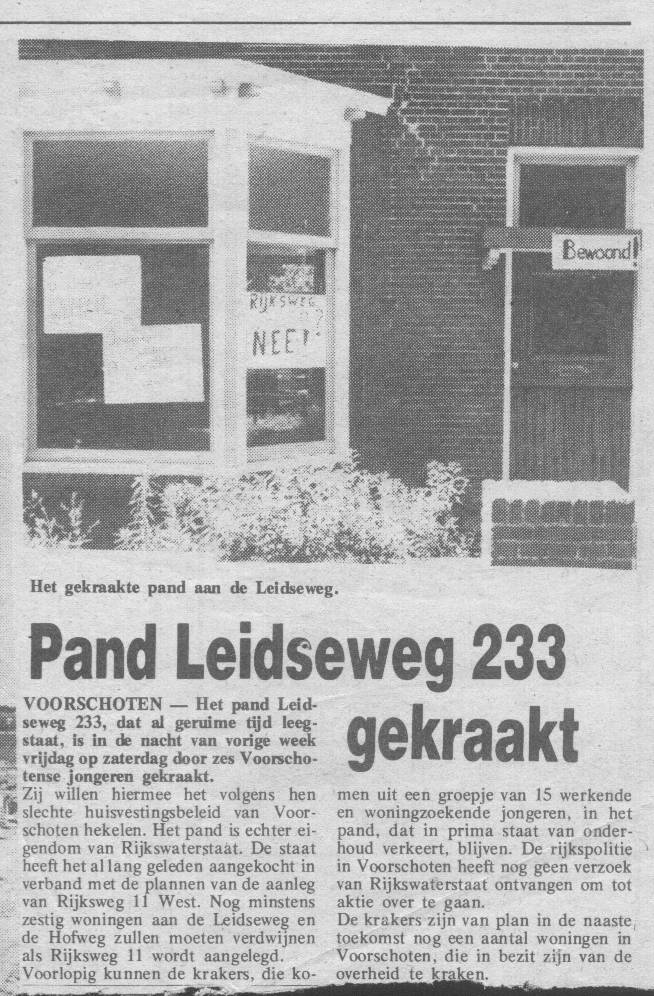 RIJKSWEG
?
NEE!
Bewoond!
Het gekraakte pand aan de Leidseweg.
Pand Leidseweg 233
gekraakt
VOORSCHOTEN — Het pand Leid-
seweg 233, dat al geruime tijd leeg-
staat, is in de nacht van vorige week
vrijdag op zaterdag door zes Voorscho-
tense jongeren gekraakt.
Zij willen hiermee het volgens hen
slechte huisvestingsbeleid van Voor-
schoten hekelen. Het pand is echter ei-
gendom van Rijkswaterstaat. De staat
heeft het al lang geleden aangekocht in
verband met de plannen van de aanleg
van Rijksweg 11 West. Nog minstens
zestig woningen aan de Leidseweg en
de Hofweg zullen moeten verdwijnen
als Rijksweg 11 wordt aangelegd.
Voorlopig kunnen de krakers, die ko-
men uit een groepje van 15 werkende
en woningzoekende jongeren, in het
pand, dat in prima staat van onder-
houd verkeert, blijven. De rijkspolitie
in Voorschoten heeft nog geen verzoek
van Rijkswaterstaat ontvangen om tot
aktie over te gaan.
De krakers zijn van plan in de naaste
toekomst nog een aantal woningen in
Voorschoten, die in bezit zijn van de
overheid te kraken.